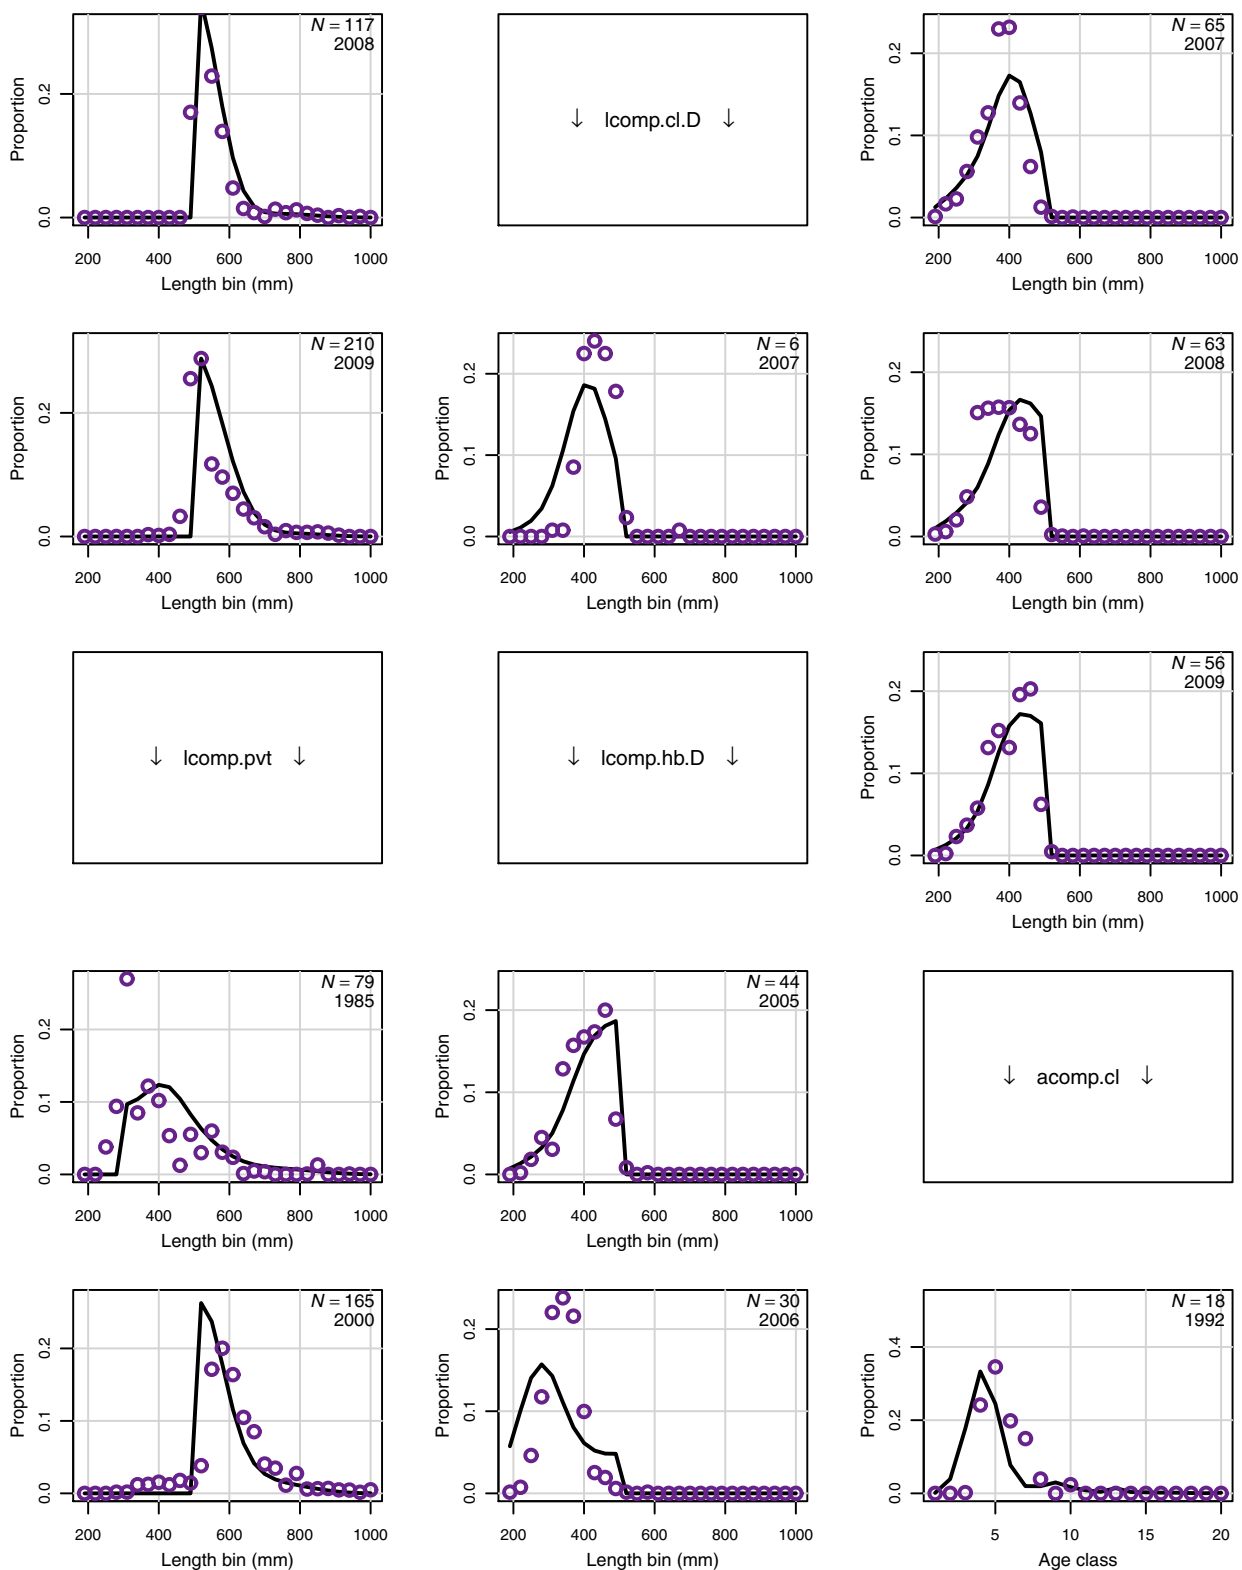 N = 117
2008
Proportion
0.0 0.2
200 400 600 800 1000
Length bin (mm)
↓ lcomp.cl.D ↓
N = 65
2007
Proportion
0.0 0.1 0.2
200 400 600 800 1000
Length bin (mm)
N = 210
2009
Proportion
0.0 0.2
200 400 600 800 1000
Length bin (mm)
N = 6
2007
Proportion
0.0 0.1 0.2
200 400 600 800 1000
Length bin (mm)
N = 63
2008
Proportion
0.0 0.1 0.2
200 400 600 800 1000
Length bin (mm)
↓ lcomp.pvt ↓
↓ lcomp.hb.D ↓
N = 56
2009
Proportion
0.0 0.1 0.2
200 400 600 800 1000
Length bin (mm)
N = 79
1985
Proportion
0.0 0.1 0.2
200 400 600 800 1000
Length bin (mm)
N = 44
2005
Proportion
0.0 0.1 0.2
200 400 600 800 1000
Length bin (mm)
↓ acomp.cl ↓
N = 165
2000
Proportion
0.0 0.1 0.2
200 400 600 800 1000
Length bin (mm)
N = 30
2006
Proportion
0.0 0.1 0.2
200 400 600 800 1000
Length bin (mm)
N = 18
1992
Proportion
0.0 0.2 0.4
5 10 15 20
Age class